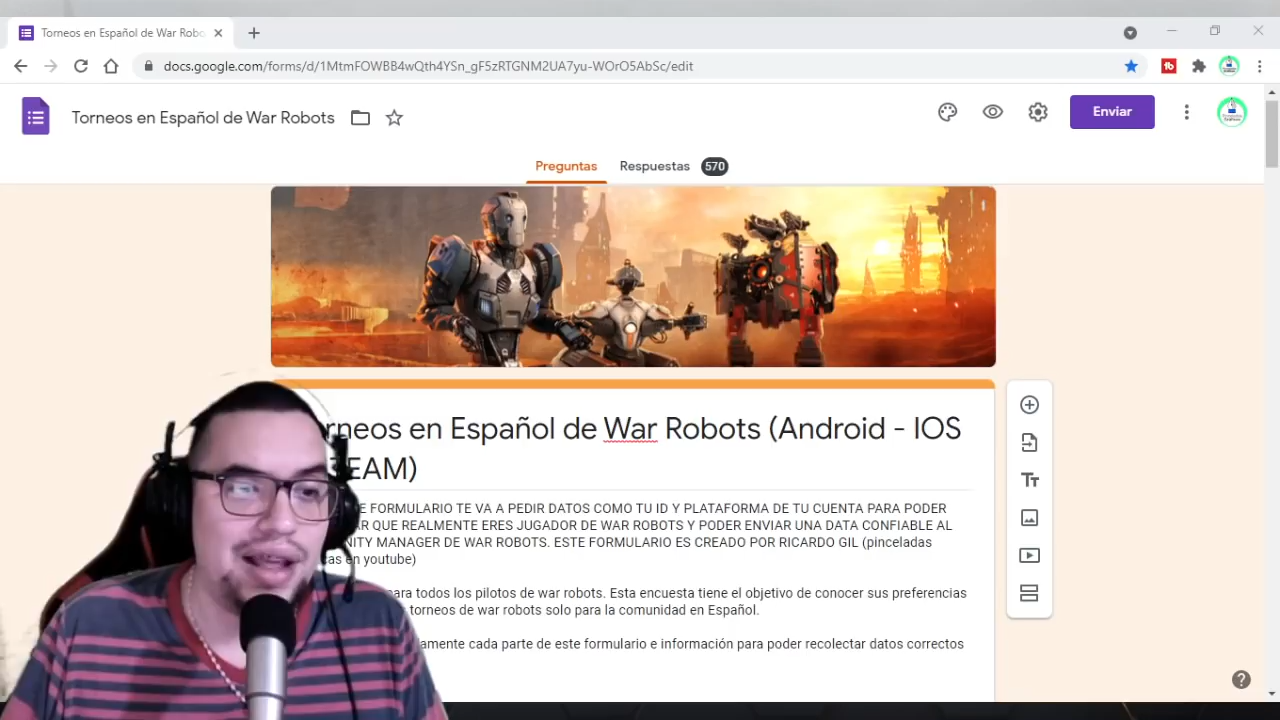 Torneos en Español de War Robo
docs.google.com/forms/d/1MtmFOWBB4wQth4YSn_gF5zRTGNM2UA7yu-WOrO5AbSc/edit
Torneos en Español de War Robots
Enviar
Preguntas
Respuestas 570
rneos en Español de War Robots (Android - IOS
TEAM)
E FORMULARIO TE VA A PEDIR DATOS COMO TU ID Y PLATAFORMA DE TU CUENTA PARA PODER
AR QUE REALMENTE ERES JUGADOR DE WAR ROBOTS Y PODER ENVIAR UNA DATA CONFIABLE AL
NITY MANAGER DE WAR ROBOTS. ESTE FORMULARIO ES CREADO POR RICARDO GIL (pinceladas
cas en youtube)
para todos los pilotos de war robots. Esta encuesta tiene el objetivo de conocer sus preferencias
torneos de war robots solo para la comunidad en Español.
amente cada parte de este formulario e información para poder recolectar datos correctos